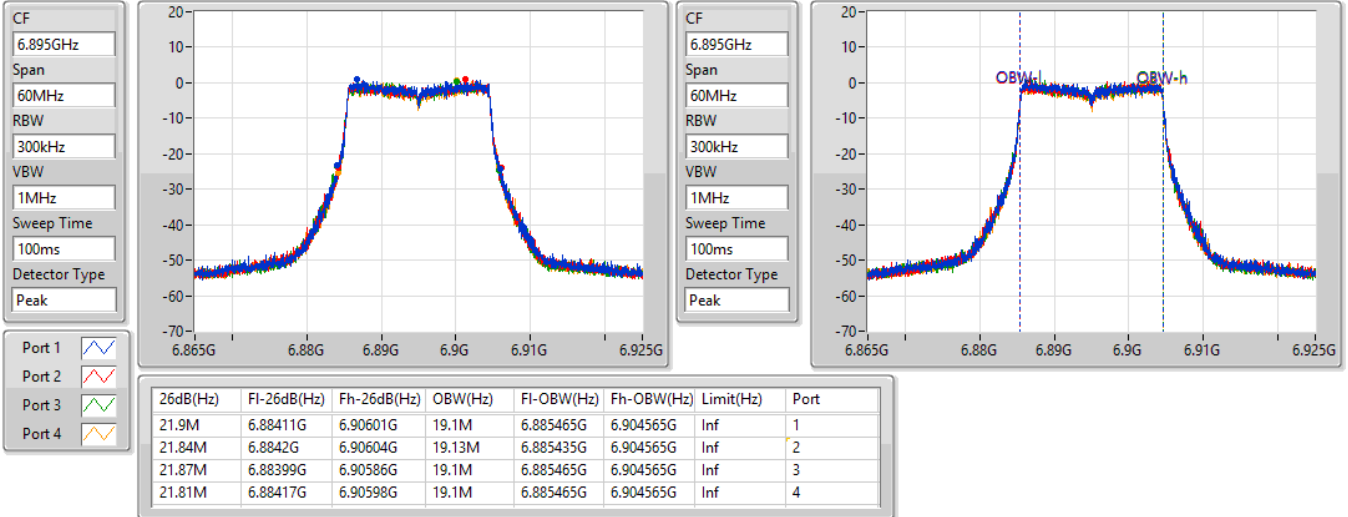 CF
6.895GHz
Span
60MHz
RBW
300kHz
VBW
1MHz
Sweep Time
100ms
Detector Type
Peak
20
10
0
-10
-20
-30
-40
-50
-60
-70
6.865G 6.88G 6.89G 6.9G 6.91G 6.925G
CF
6.895GHz
Span
60MHz
RBW
300kHz
VBW
1MHz
Sweep Time
100ms
Detector Type
Peak
20
10
0
-10
-20
-30
-40
-50
-60
-70
OBW-l OBW-h
6.865G 6.88G 6.89G 6.9G 6.91G 6.925G
Port 1
Port 2
Port 3
Port 4
26dB(Hz) Fl-26dB(Hz) Fh-26dB(Hz) OBW(Hz) Fl-OBW(Hz) Fh-OBW(Hz) Limit(Hz) Port
21.9M 6.88411G 6.90601G 19.1M 6.885465G 6.904565G Inf 1
21.84M 6.8842G 6.90604G 19.13M 6.885435G 6.904565G Inf 2
21.87M 6.88399G 6.90586G 19.1M 6.885465G 6.904565G Inf 3
21.81M 6.88417G 6.90598G 19.1M 6.885465G 6.904565G Inf 4